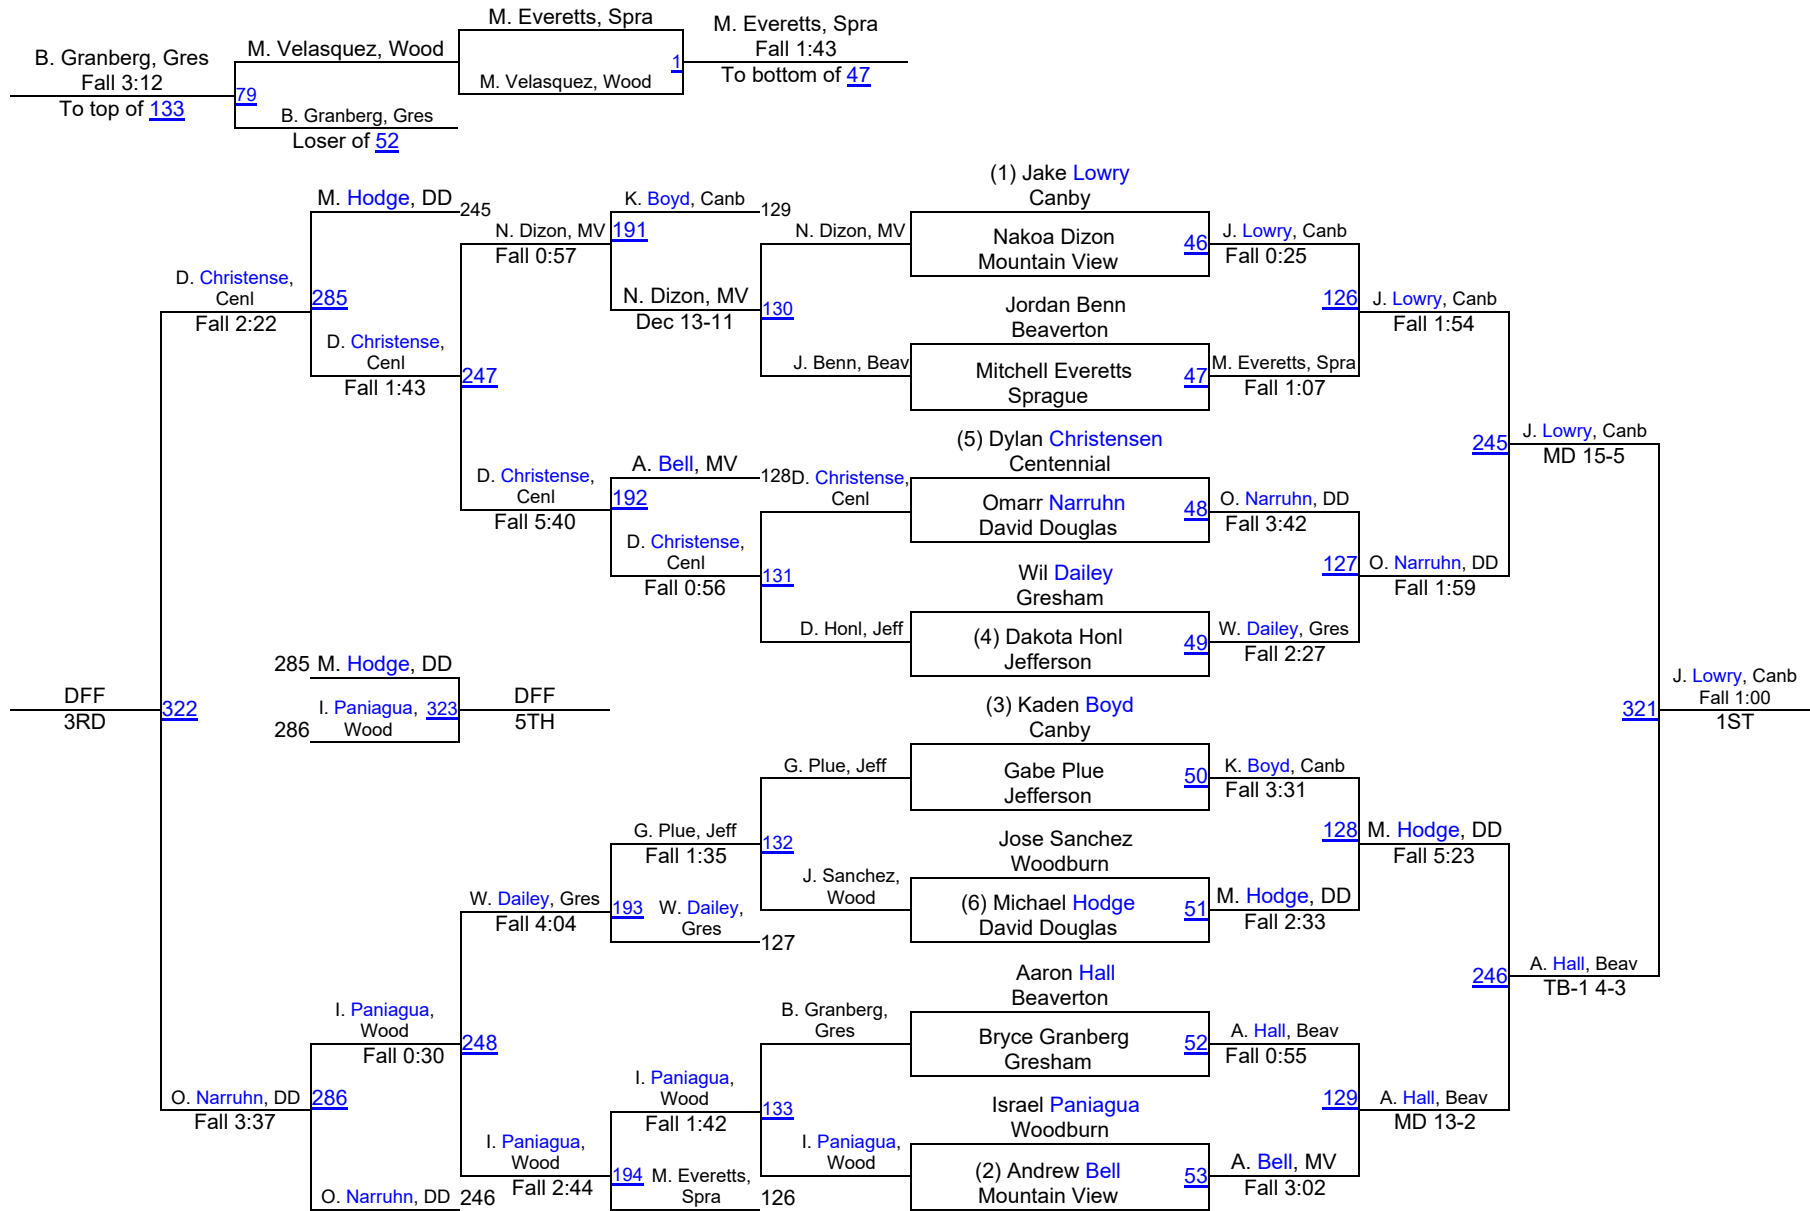 M. Everetts, Spra
M. Velasquez, Wood
1
M. Everetts, Spra
Fall 1:43
To bottom of 47
M. Velasquez, Wood
B. Granberg, Gres
79
B. Granberg, Gres
Fall 3:12
To top of 133
Loser of 52
(1) Jake Lowry
Canby
Nakoa Dizon
Mountain View
46
Jordan Benn
Beaverton
Mitchell Everetts
Sprague
47
(5) Dylan Christensen
Centennial
Omarr Narruhn
David Douglas
48
Wil Dailey
Gresham
(4) Dakota Honl
Jefferson
49
(3) Kaden Boyd
Canby
Gabe Plue
Jefferson
50
Jose Sanchez
Woodburn
(6) Michael Hodge
David Douglas
51
Aaron Hall
Beaverton
Bryce Granberg
Gresham
52
Israel Paniagua
Woodburn
(2) Andrew Bell
Mountain View
53
J. Lowry, Canb
Fall 0:25
126
M. Everetts, Spra
Fall 1:07
O. Narruhn, DD
Fall 3:42
127
W. Dailey, Gres
Fall 2:27
K. Boyd, Canb
Fall 3:31
128
M. Hodge, DD
Fall 2:33
A. Hall, Beav
Fall 0:55
129
A. Bell, MV
Fall 3:02
J. Lowry, Canb
Fall 1:54
245
O. Narruhn, DD
Fall 1:59
M. Hodge, DD
Fall 5:23
246
A. Hall, Beav
MD 13-2
J. Lowry, Canb
MD 15-5
321
A. Hall, Beav
TB-1 4-3
J. Lowry, Canb
Fall 1:00
1ST
N. Dizon, MV
130
J. Benn, Beav
D. Christense,
Cenl
131
D. Honl, Jeff
G. Plue, Jeff
132
J. Sanchez,
Wood
B. Granberg,
Gres
133
I. Paniagua,
Wood
K. Boyd, Canb
129
191
N. Dizon, MV
Dec 13-11
A. Bell, MV
128
192
D. Christense,
Cenl
Fall 0:56
G. Plue, Jeff
Fall 1:35
193
W. Dailey,
Gres
127
I. Paniagua,
Wood
Fall 1:42
194
M. Everetts,
Spra
126
N. Dizon, MV
Fall 0:57
247
D. Christense,
Cenl
Fall 5:40
W. Dailey, Gres
Fall 4:04
248
I. Paniagua,
Wood
Fall 2:44
M. Hodge, DD
245
285
D. Christense,
Cenl
Fall 1:43
I. Paniagua,
Wood
Fall 0:30
286
O. Narruhn, DD
246
D. Christense,
Cenl
Fall 2:22
322
O. Narruhn, DD
Fall 3:37
DFF
3RD
285
M. Hodge, DD
I. Paniagua,
Wood
286
323
DFF
5TH